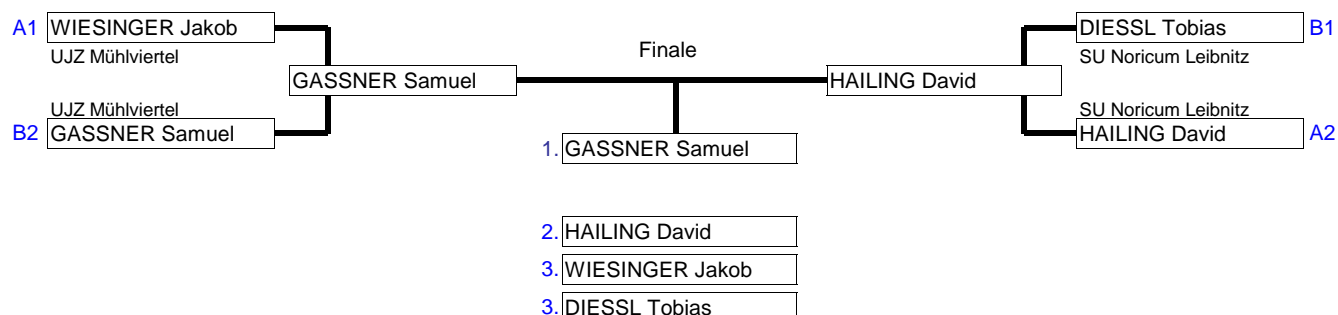 A1 WIESINGER Jakob
UJZ Mühlviertel
GASSNER Samuel
UJZ Mühlviertel
B2 GASSNER Samuel
Finale
DIESSL Tobias B1
SU Noricum Leibnitz
HAILING David
SU Noricum Leibnitz
HAILING David A2
1. GASSNER Samuel
2. HAILING David
3. WIESINGER Jakob
3. DIESSL Tobias